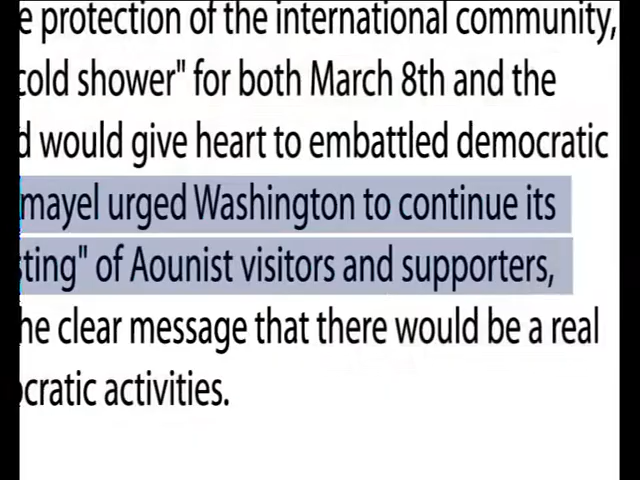 e protection of the international community,
cold shower" for both March 8th and the
d would give heart to embattled democratic
mayel urged Washington to continue its
sting" of Aounist visitors and supporters,
he clear message that there would be a real
ocratic activities.